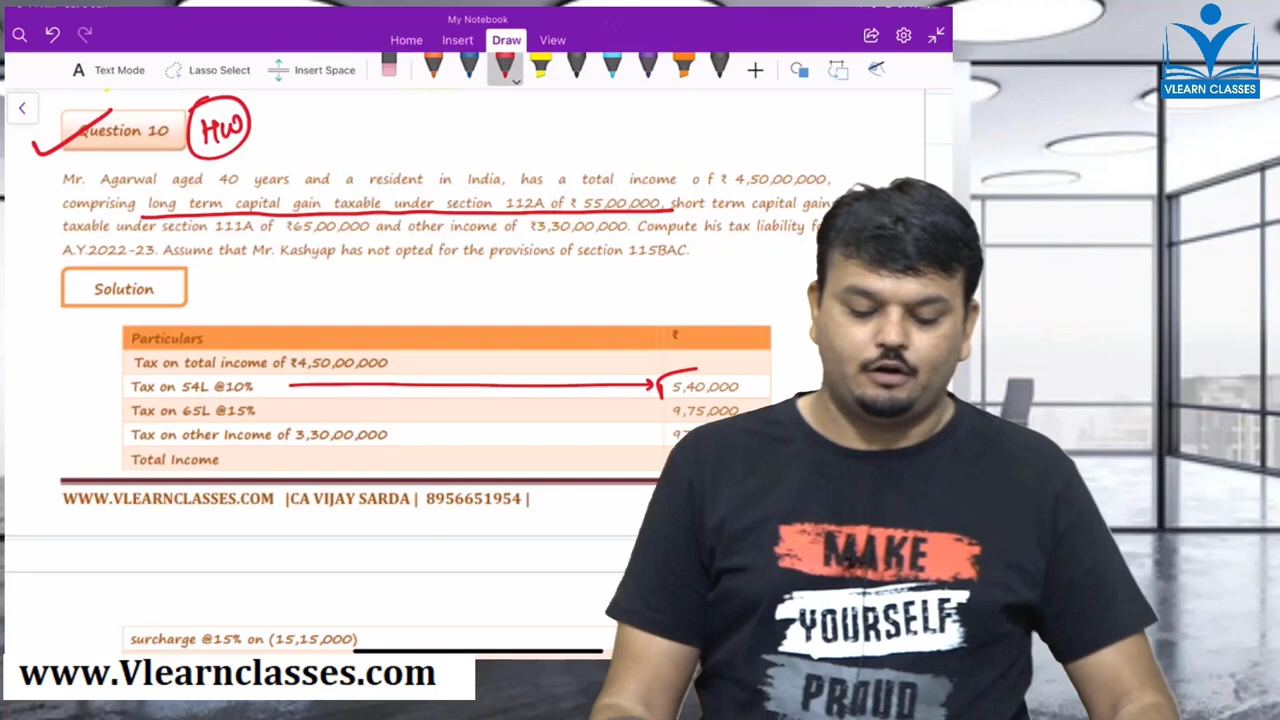 My Notebook
Home Insert Draw View
A Text Mode Lasso Select Insert Space
VLEARN CLASSES
Question 10 HW
Mr. Agarwal aged 40 years and a resident in India, has a total income o f ₹ 4,50,00,000,
comprising long term capital gain taxable under section 112A of ₹ 55,00,000, short term capital gain
taxable under section 111A of ₹65,00,000 and other income of ₹3,30,00,000. Compute his tax liability
A.Y.2022-23. Assume that Mr. Kashyap has not opted for the provisions of section 115BAC.
Solution
Particulars ₹
Tax on total income of ₹4,50,00,000
Tax on 54L @10% 5,40,000
Tax on 65L @15% 9,75,000
Tax on other Income of 3,30,00,000
Total Income
WWW.VLEARNCLASSES.COM |CA VIJAY SARDA | 8956651954 |
surcharge @15% on (15,15,000)
www.Vlearnclasses.com
MAKE
YOURSELF
PROUD